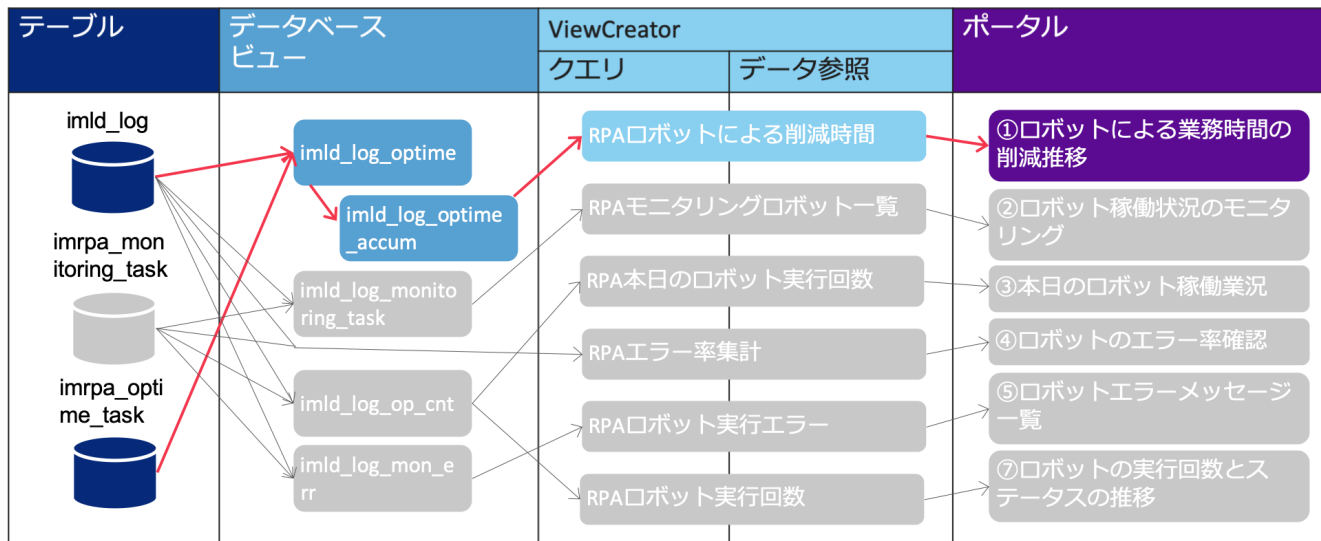 テーブル
データベース
ビュー
ViewCreator
ポータル
クエリ
データ参照
imld_log
imrpa_mon
itoring_task
imrpa_opti
me_task
imld_log_optime
imld_log_optime
_accum
imld_log_monito
ring_task
imld_log_op_cnt
imld_log_mon_e
rr
RPAロボットによる削減時間
RPAモニタリングロボット一覧
RPA本日のロボット実行回数
RPAエラー率集計
RPAロボット実行エラー
RPAロボット実行回数
①ロボットによる業務時間の
削減推移
②ロボット稼働状況のモニタ
リング
③本日のロボット稼働業況
④ロボットのエラー率確認
⑤ロボットエラーメッセージ
一覧
⑦ロボットの実行回数とス
テータスの推移